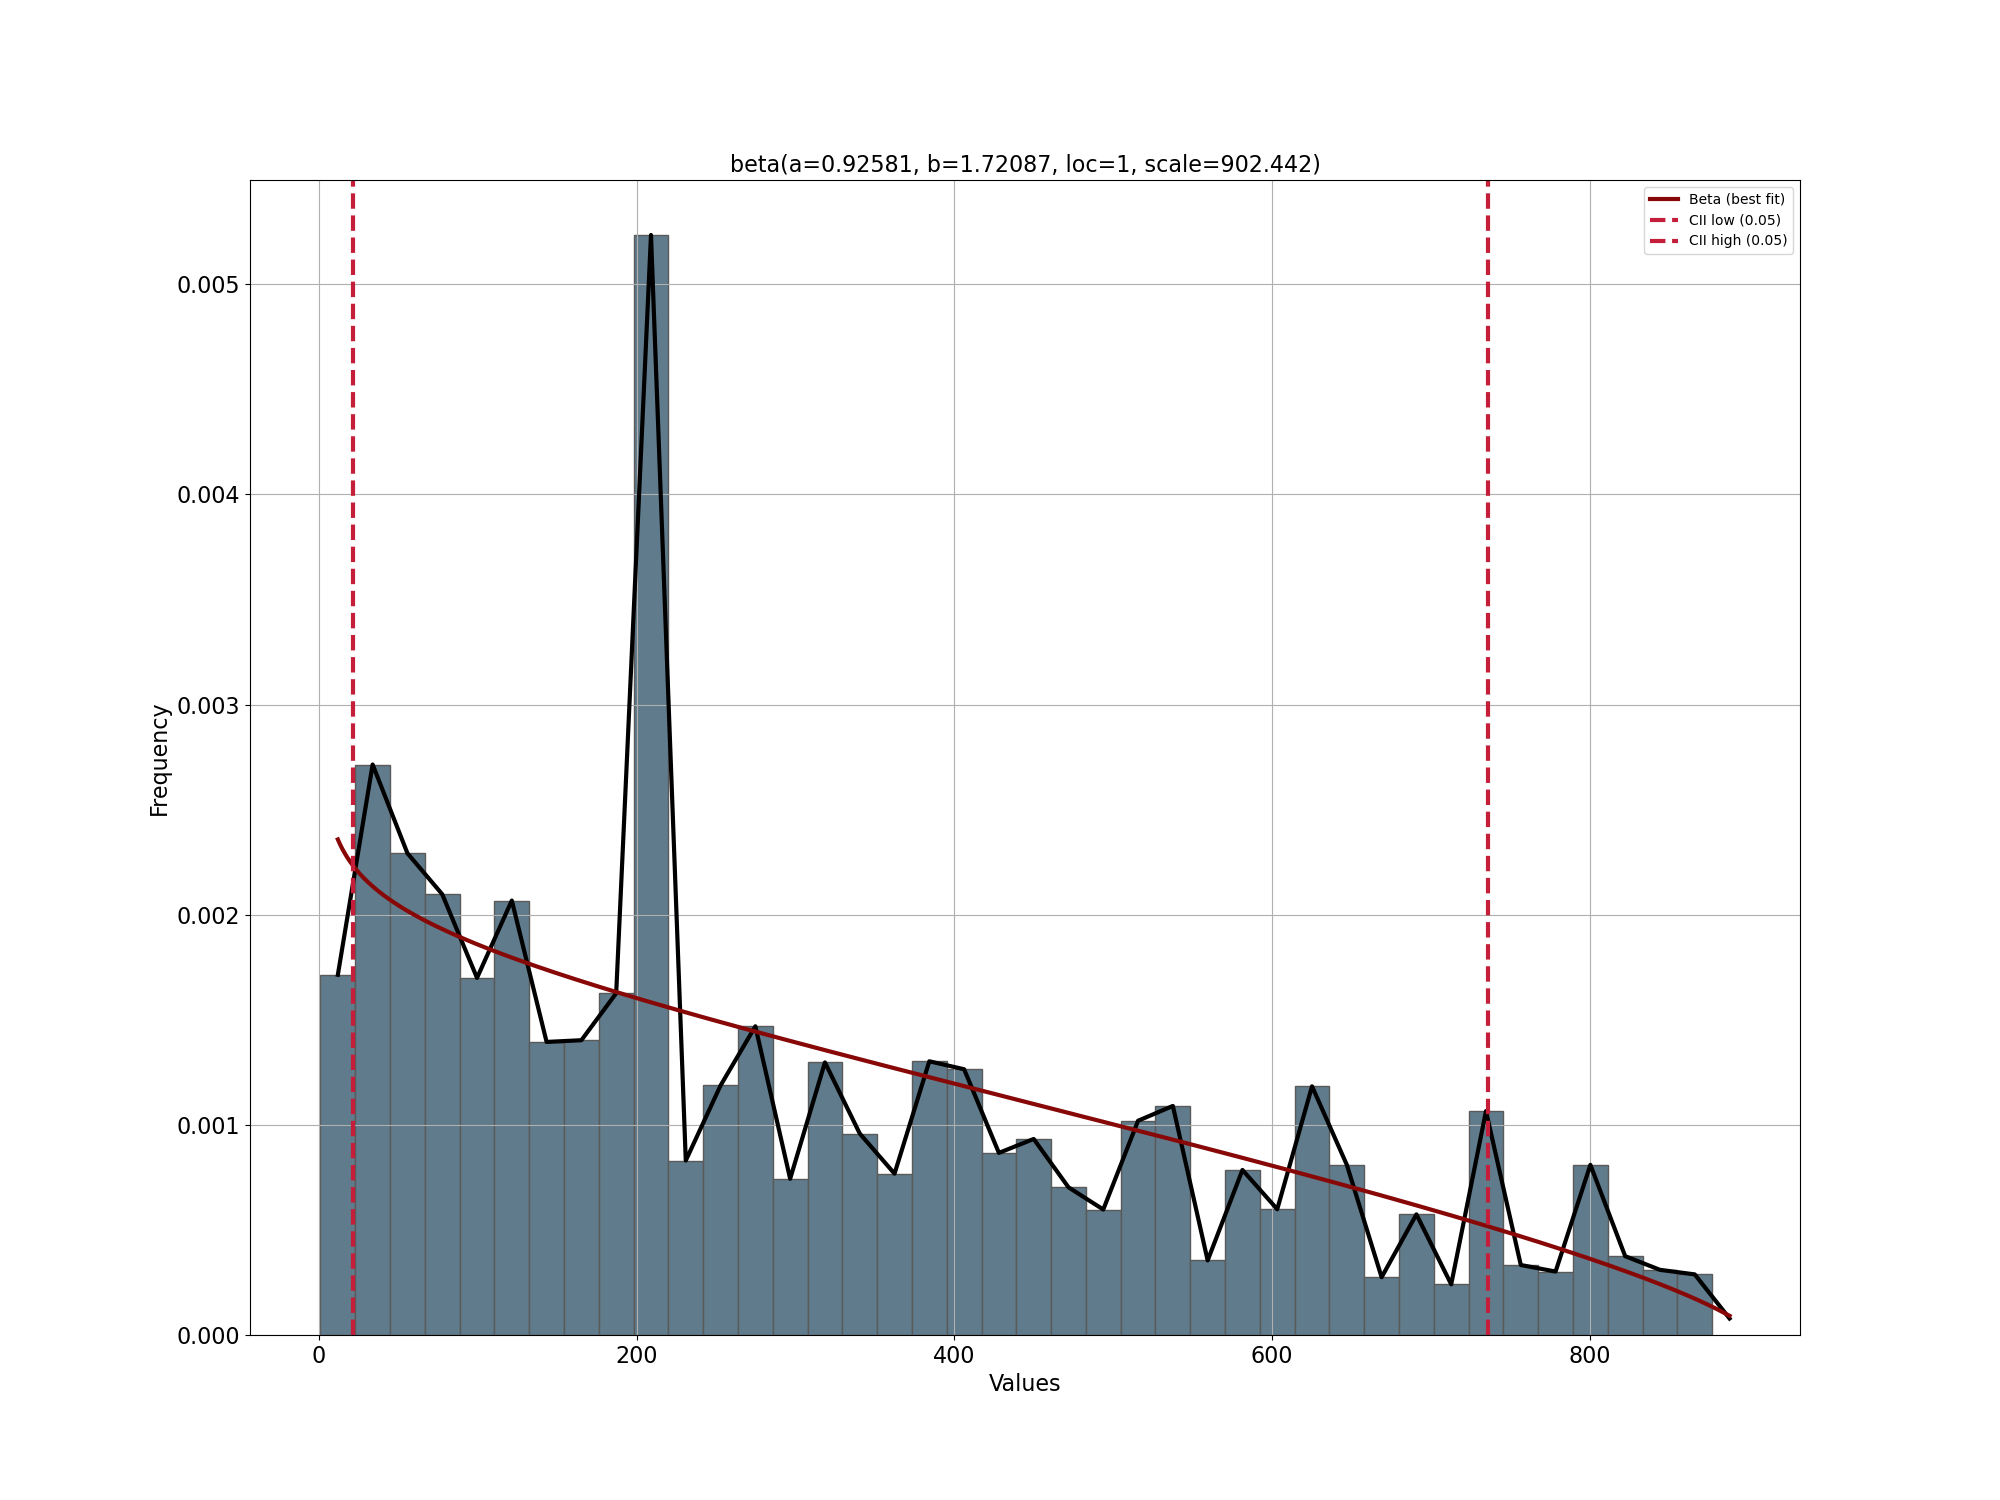 beta(a=0.92581, b=1.72087, loc=1, scale=902.442)
Beta (best fit)
CII low (0.05)
CII high (0.05)
0.005
0.004
0.003
0.002
0.001
0.000
Frequency
0 200 400 600 800
Values